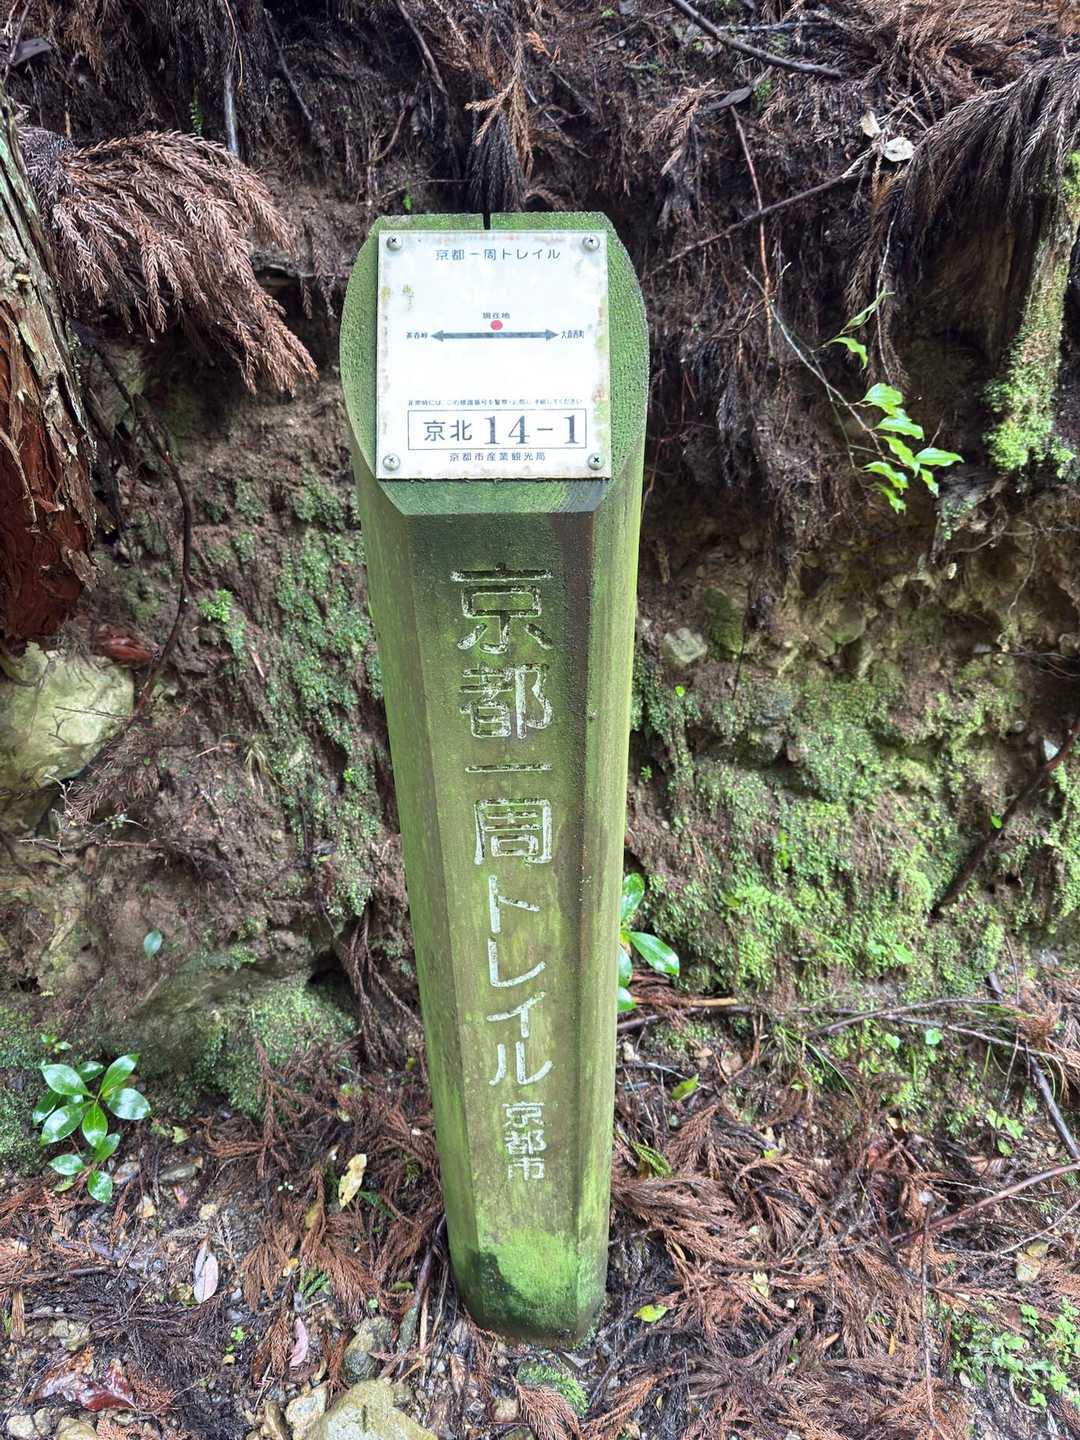 京都一周トレイル
現在地
茶呑峠 大森西町
非常時には、この標識番号を警察・消防に連絡してください
京北 14-1
京都市産業観光局
京都一周トレイル 京都市